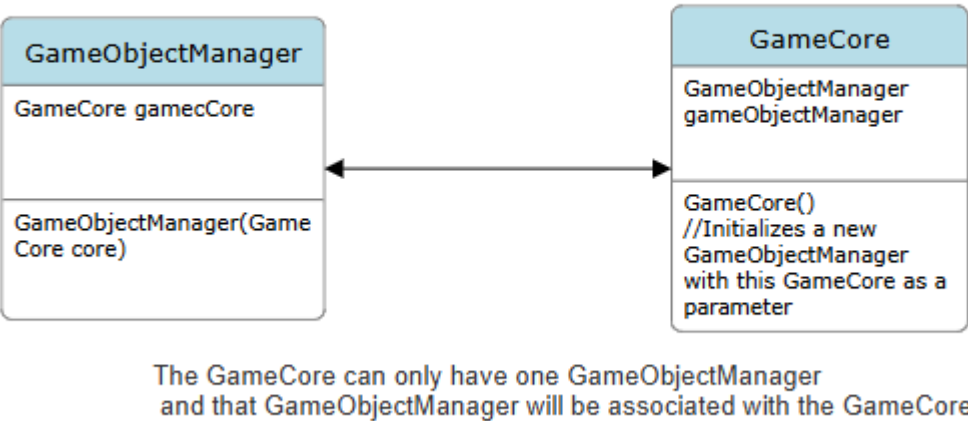 GameObjectManager
GameCore gamecCore
GameObjectManager(Game
Core core)
GameCore
GameObjectManager
gameObjectManager
GameCore()
//Initializes a new
GameObjectManager
with this GameCore as a
parameter
The GameCore can only have one GameObjectManager
and that GameObjectManager will be associated with the GameCore